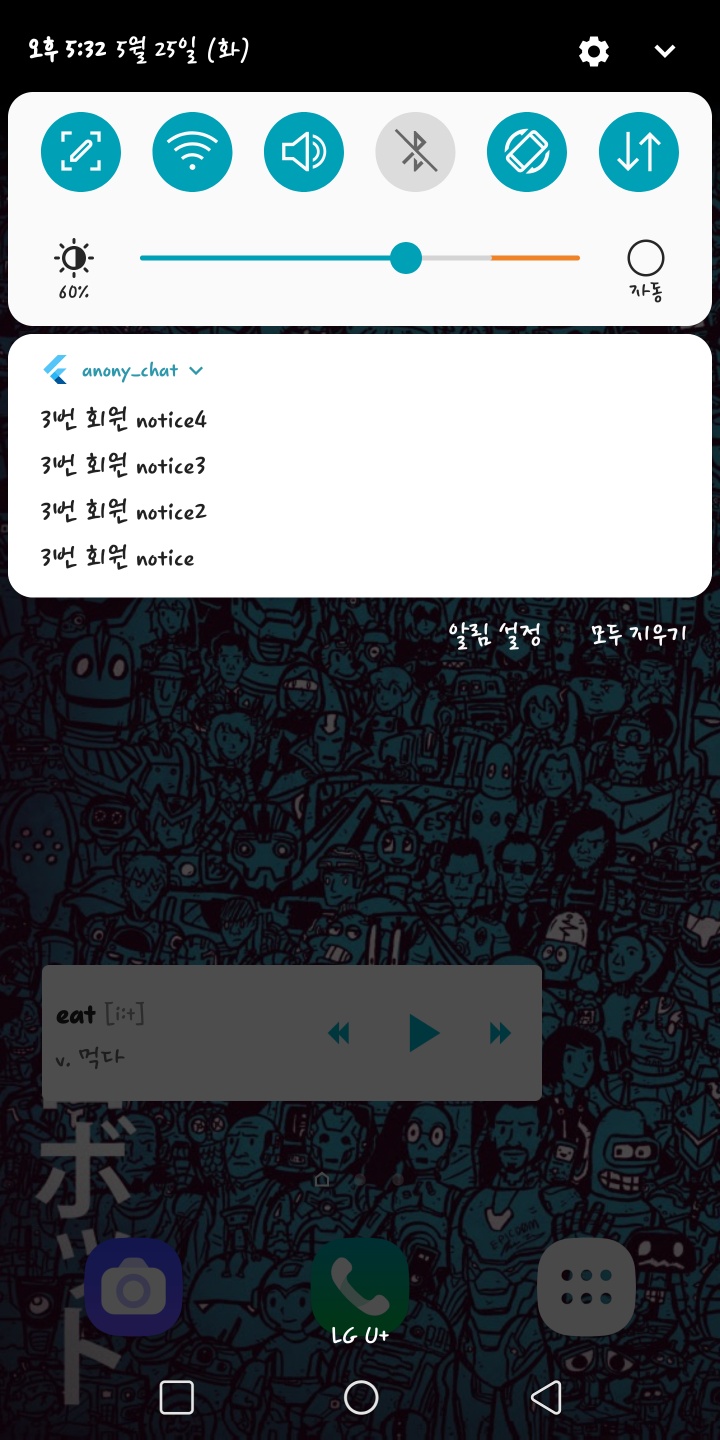 오후 5:32 5월 25일 (화)
60%
자동
anony_chat
3번 회원 notice4
3번 회원 notice3
3번 회원 notice2
3번 회원 notice
알림 설정 모두 지우기
eat [i:t]
v. 먹다
ボット
LG U+